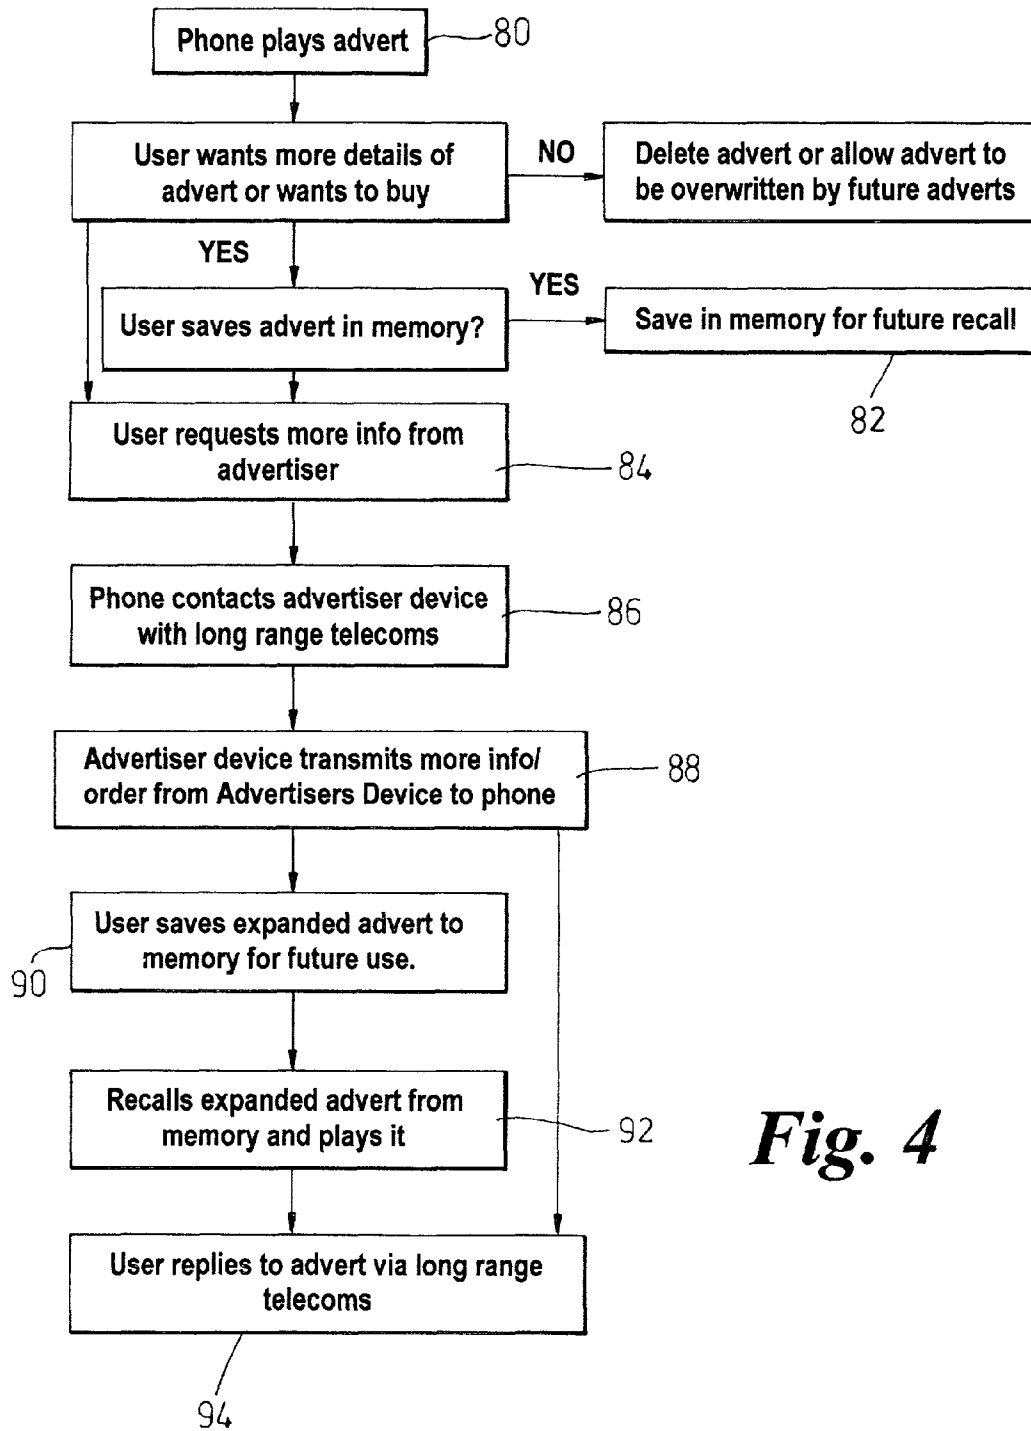 Phone plays advert
80
User wants more details of
advert or wants to buy
NO
Delete advert or allow advert to
be overwritten by future adverts
YES
User saves advert in memory?
YES
Save in memory for future recall
82
User requests more info from
advertiser
84
Phone contacts advertiser device
with long range telecoms
86
Advertiser device transmits more info/
order from Advertisers Device to phone
88
User saves expanded advert to
memory for future use.
90
Recalls expanded advert from
memory and plays it
92
Fig. 4
User replies to advert via long range
telecoms
94